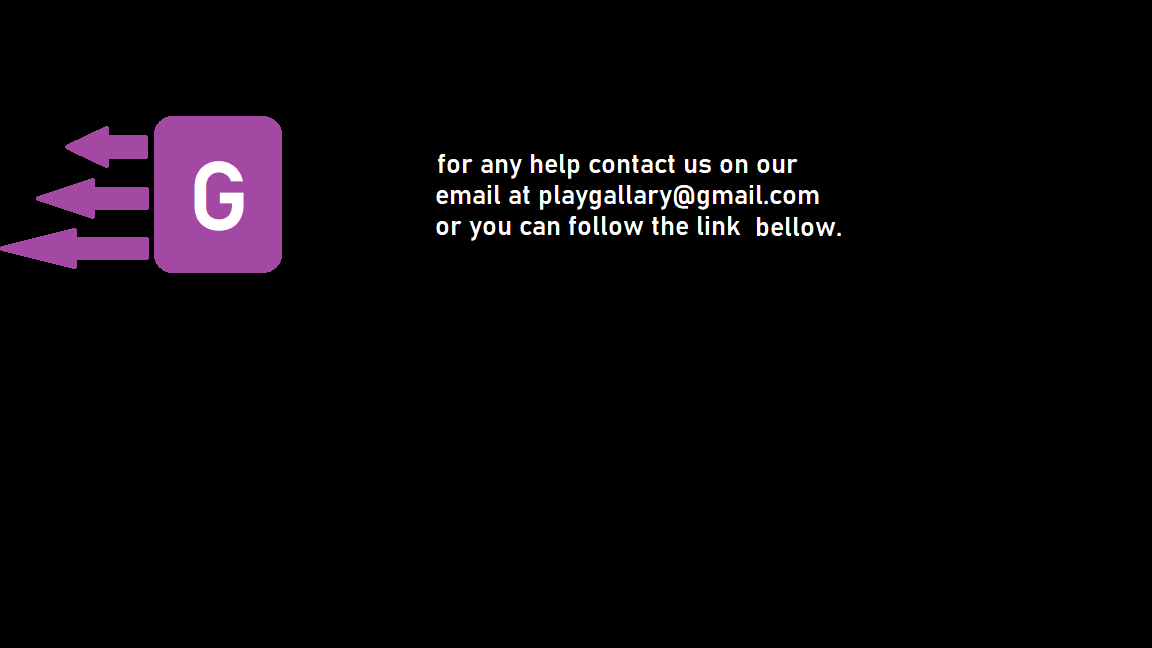 G
for any help contact us on our
email at playgallary@gmail.com
or you can follow the link bellow.